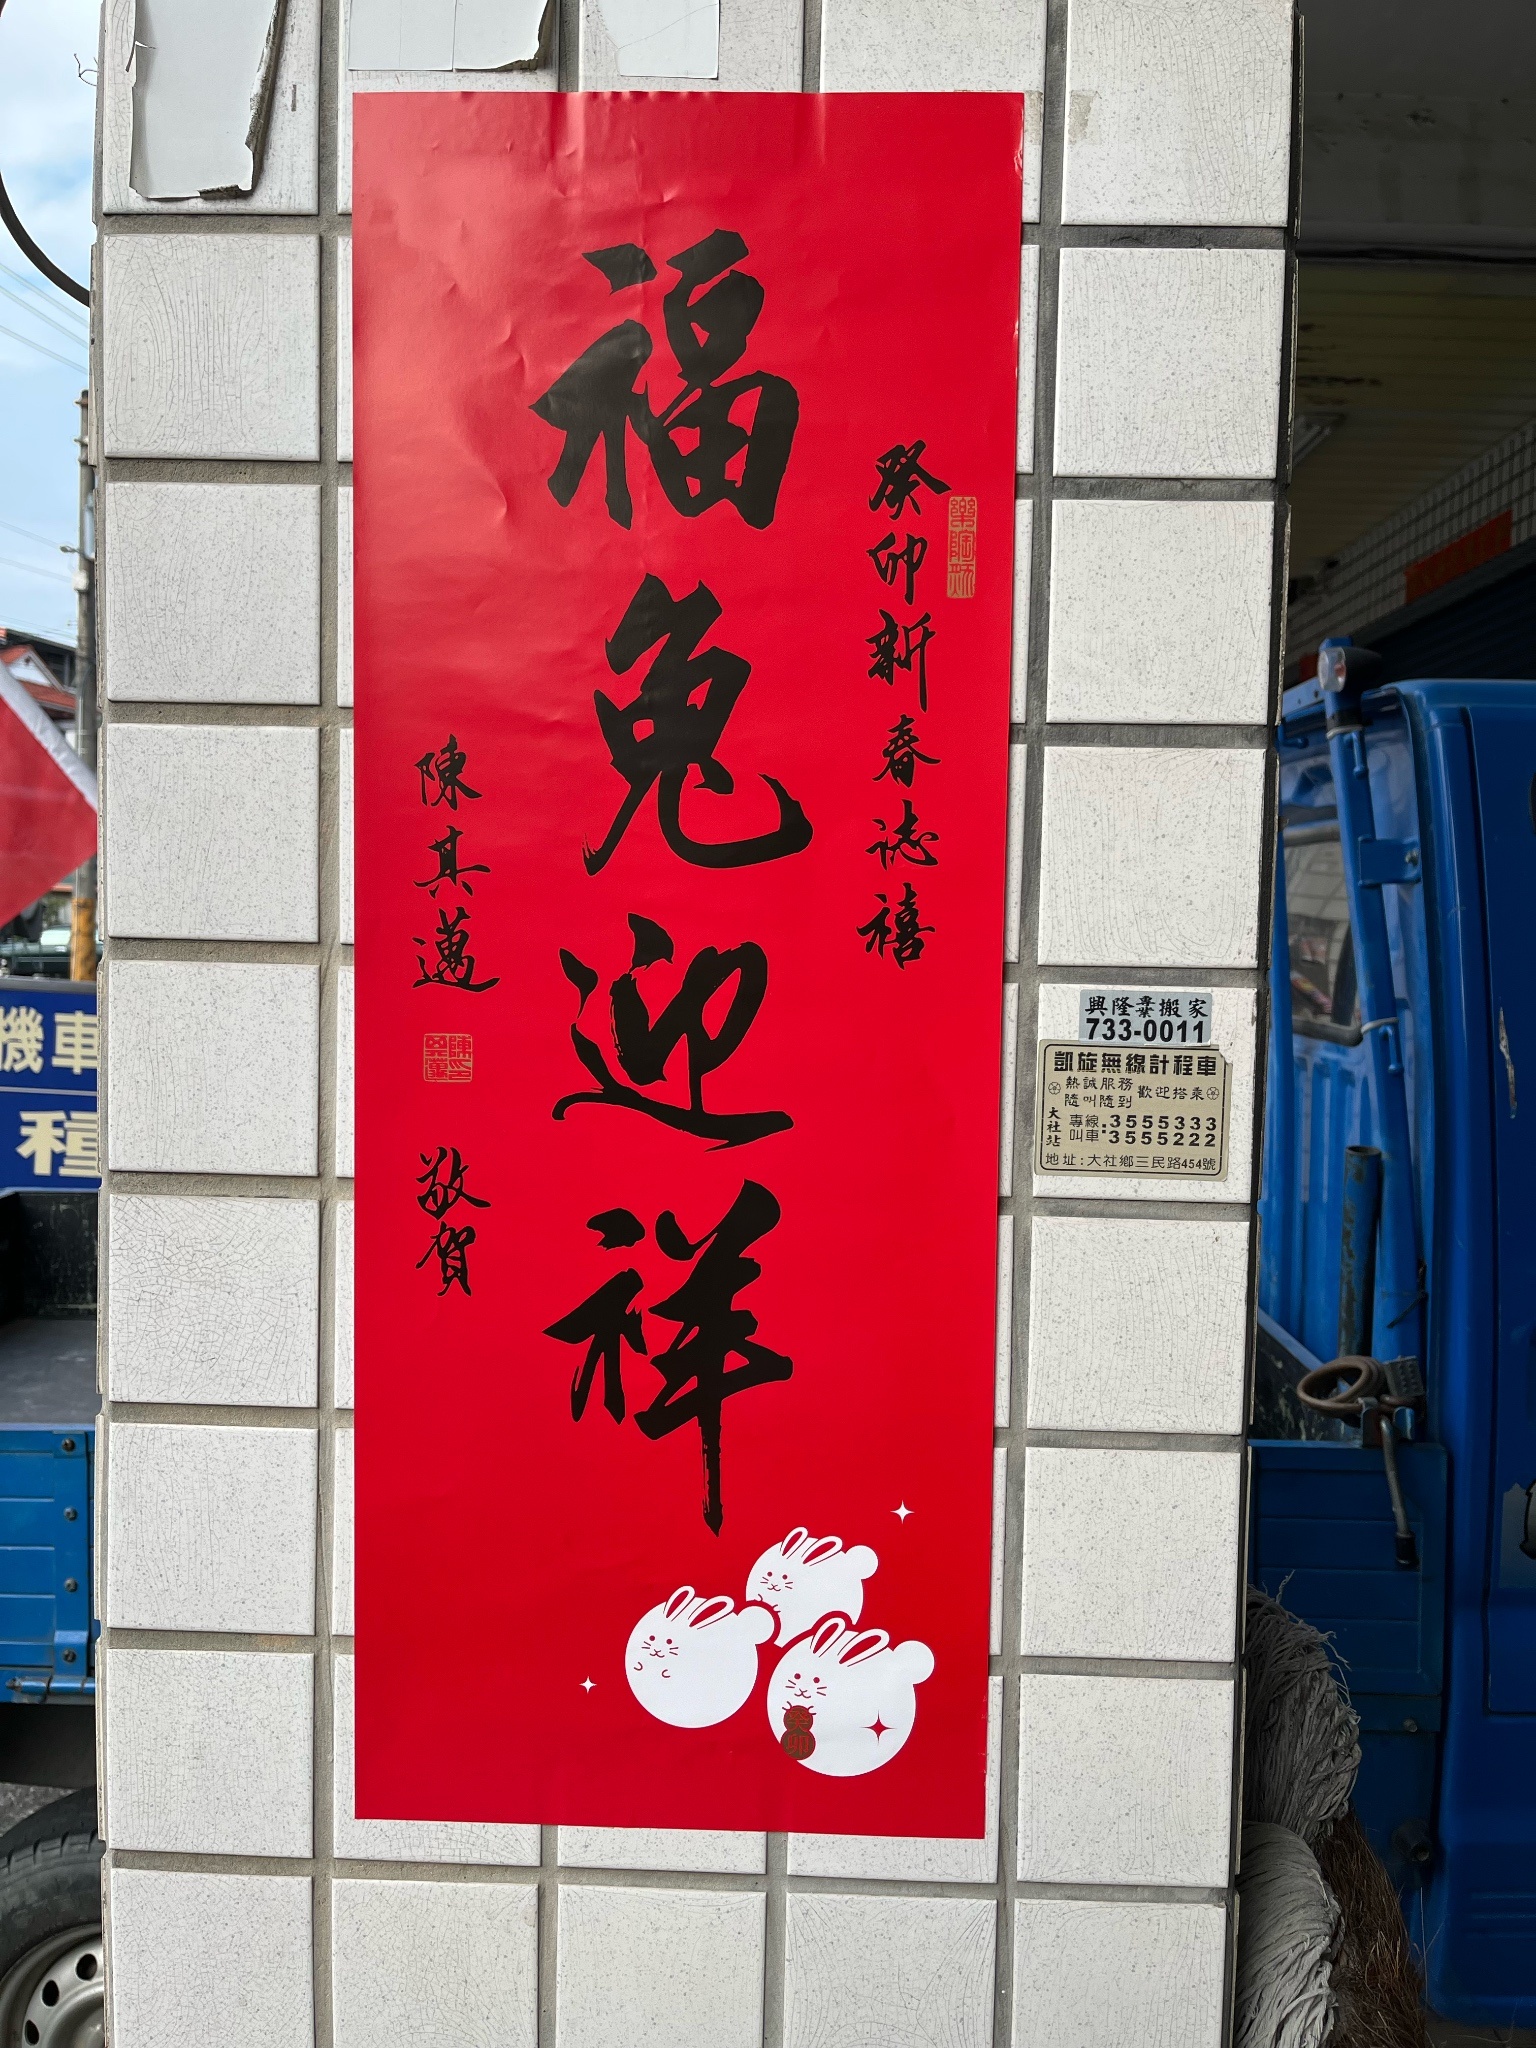 癸卯新春誌禧
福兔迎祥
陳其邁
敬賀
癸卯
興隆搬家
733-0011
凱旋無線計程車
熱誠服務
隨叫隨到
歡迎搭乘
大社站
專線
叫車:
3555333
3555222
地址:大社鄉三民路454號
機車
種